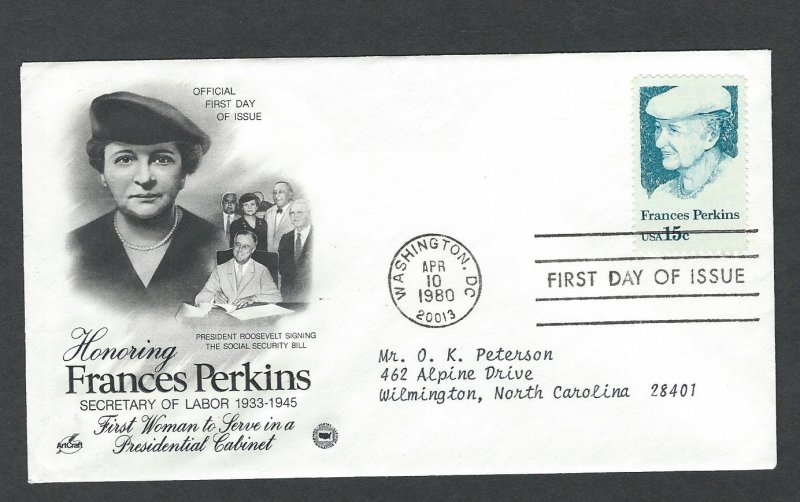 OFFICIAL
FIRST DAY
OF ISSUE
PRESIDENT ROOSEVELT SIGNING
THE SOCIAL SECURITY BILL
Honoring
Frances Perkins
SECRETARY OF LABOR 1933-1945
First Woman to Serve in a
Presidential Cabinet
ArtCraft
Frances Perkins
USA 15c
WASHINGTON, DC
APR
10
1980
20013
FIRST DAY OF ISSUE
Mr. O. K. Peterson
462 Alpine Drive
Wilmington, North Carolina 28401